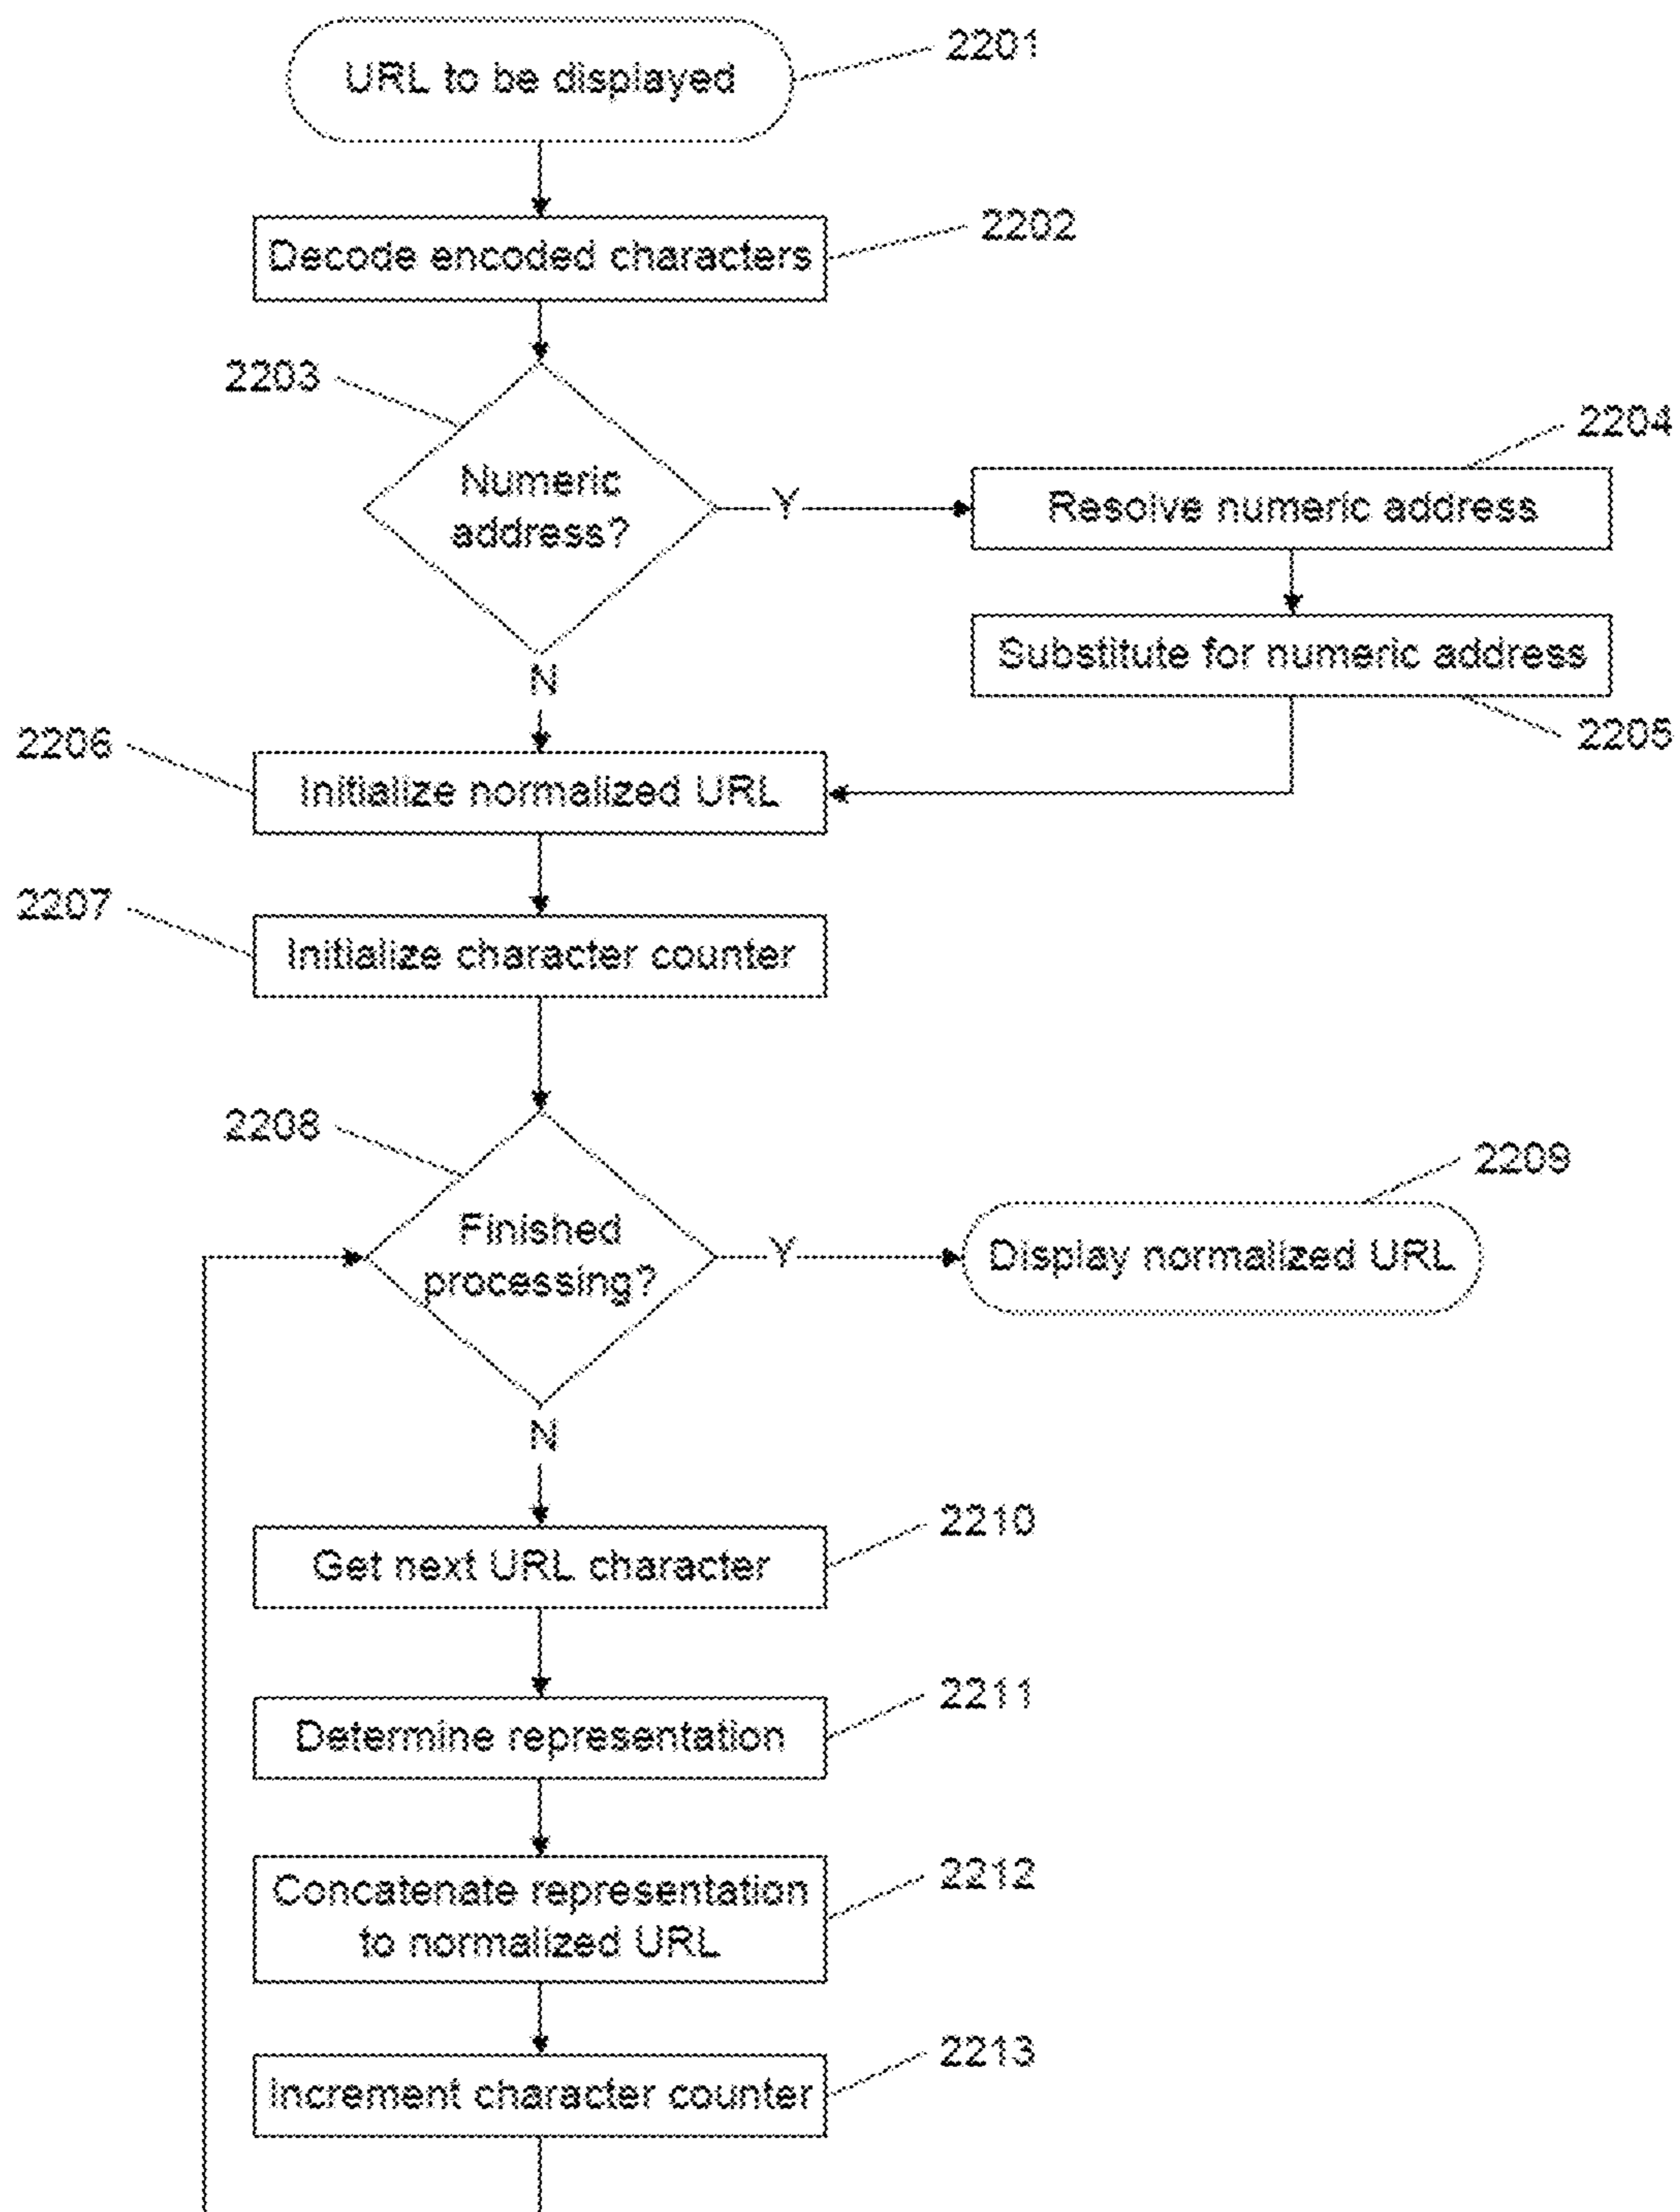 URL to be displayed
2201
Decode encoded characters
2202
2203
Numeric
address?
Y
N
2204
Resolve numeric address
Substitute for numeric address
2205
2206
Initialize normalized URL
2207
Initialize character counter
2208
Finished
processing?
Y
N
2209
Display normalized URL
2210
Get next URL character
2211
Determine representation
2212
Concatenate representation
to normalized URL
2213
Increment character counter